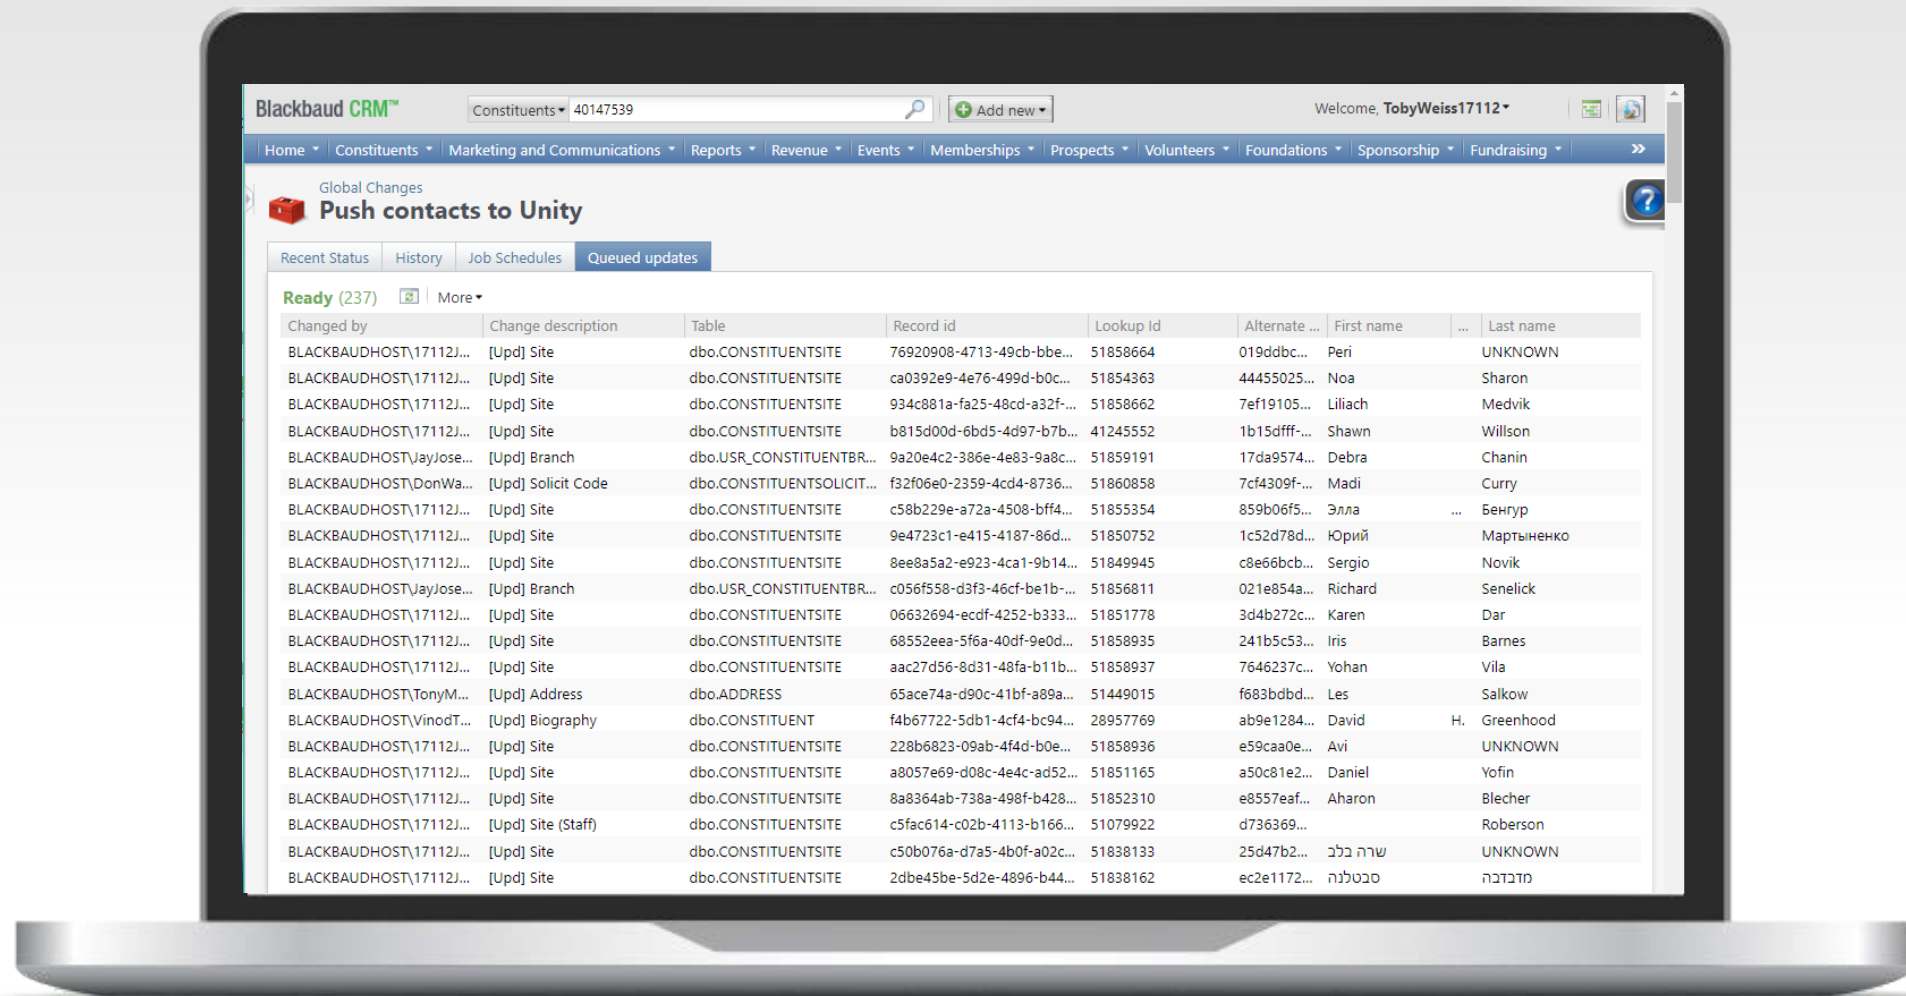 Blackbaud CRM™ Constituents 40147539 Add new Welcome, TobyWeiss17112
Home Constituents Marketing and Communications Reports Revenue Events Memberships Prospects Volunteers Foundations Sponsorship Fundraising »
Global Changes
Push contacts to Unity
?
Recent Status History Job Schedules Queued updates
Ready (237) More
Changed by Change description Table Record id Lookup Id Alternate ... First name ... Last name
BLACKBAUDHOST\17112J... [Upd] Site dbo.CONSTITUENTSITE 76920908-4713-49cb-bbe... 51858664 019ddbc... Peri UNKNOWN
BLACKBAUDHOST\17112J... [Upd] Site dbo.CONSTITUENTSITE ca0392e9-4e76-499d-b0c... 51854363 44455025... Noa Sharon
BLACKBAUDHOST\17112J... [Upd] Site dbo.CONSTITUENTSITE 934c881a-fa25-48cd-a32f-... 51858662 7ef19105... Liliach Medvik
BLACKBAUDHOST\17112J... [Upd] Site dbo.CONSTITUENTSITE b815d00d-6bd5-4d97-b7b... 41245552 1b15dfff-... Shawn Willson
BLACKBAUDHOST\JayJose... [Upd] Branch dbo.USR_CONSTITUENTBR... 9a20e4c2-386e-4e83-9a8c... 51859191 17da9574... Debra Chanin
BLACKBAUDHOST\DonWa... [Upd] Solicit Code dbo.CONSTITUENTSOLICIT... f32f06e0-2359-4cd4-8736... 51860858 7cf4309f-... Madi Curry
BLACKBAUDHOST\17112J... [Upd] Site dbo.CONSTITUENTSITE c58b229e-a72a-4508-bff4... 51855354 859b06f5... Элла ... Бенгур
BLACKBAUDHOST\17112J... [Upd] Site dbo.CONSTITUENTSITE 9e4723c1-e415-4187-86d... 51850752 1c52d78d... Юрий Мартыненко
BLACKBAUDHOST\17112J... [Upd] Site dbo.CONSTITUENTSITE 8ee8a5a2-e923-4ca1-9b14... 51849945 c8e66bcb... Sergio Novik
BLACKBAUDHOST\JayJose... [Upd] Branch dbo.USR_CONSTITUENTBR... c056f558-d3f3-46cf-be1b-... 51856811 021e854a... Richard Senelick
BLACKBAUDHOST\17112J... [Upd] Site dbo.CONSTITUENTSITE 06632694-ecdf-4252-b333... 51851778 3d4b272c... Karen Dar
BLACKBAUDHOST\17112J... [Upd] Site dbo.CONSTITUENTSITE 68552eea-5f6a-40df-9e0d... 51858935 241b5c53... Iris Barnes
BLACKBAUDHOST\17112J... [Upd] Site dbo.CONSTITUENTSITE aac27d56-8d31-48fa-b11b... 51858937 7646237c... Yohan Vila
BLACKBAUDHOST\TonyM... [Upd] Address dbo.ADDRESS 65ace74a-d90c-41bf-a89a... 51449015 f683bdbd... Les Salkow
BLACKBAUDHOST\VinodT... [Upd] Biography dbo.CONSTITUENT f4b67722-5db1-4cf4-bc94... 28957769 ab9e1284... David H. Greenhood
BLACKBAUDHOST\17112J... [Upd] Site dbo.CONSTITUENTSITE 228b6823-09ab-4f4d-b0e... 51858936 e59caa0e... Avi UNKNOWN
BLACKBAUDHOST\17112J... [Upd] Site dbo.CONSTITUENTSITE a8057e69-d08c-4e4c-ad52... 51851165 a50c81e2... Daniel Yofin
BLACKBAUDHOST\17112J... [Upd] Site dbo.CONSTITUENTSITE 8a8364ab-738a-498f-b428... 51852310 e8557eaf... Aharon Blecher
BLACKBAUDHOST\17112J... [Upd] Site (Staff) dbo.CONSTITUENTSITE c5fac614-c02b-4113-b166... 51079922 d736369... Roberson
BLACKBAUDHOST\17112J... [Upd] Site dbo.CONSTITUENTSITE c50b076a-d7a5-4b0f-a02c... 51838133 25d47b2... שרה בלב UNKNOWN
BLACKBAUDHOST\17112J... [Upd] Site dbo.CONSTITUENTSITE 2dbe45be-5d2e-4896-b44... 51838162 ec2e1172... סבטלנה מדבדבה